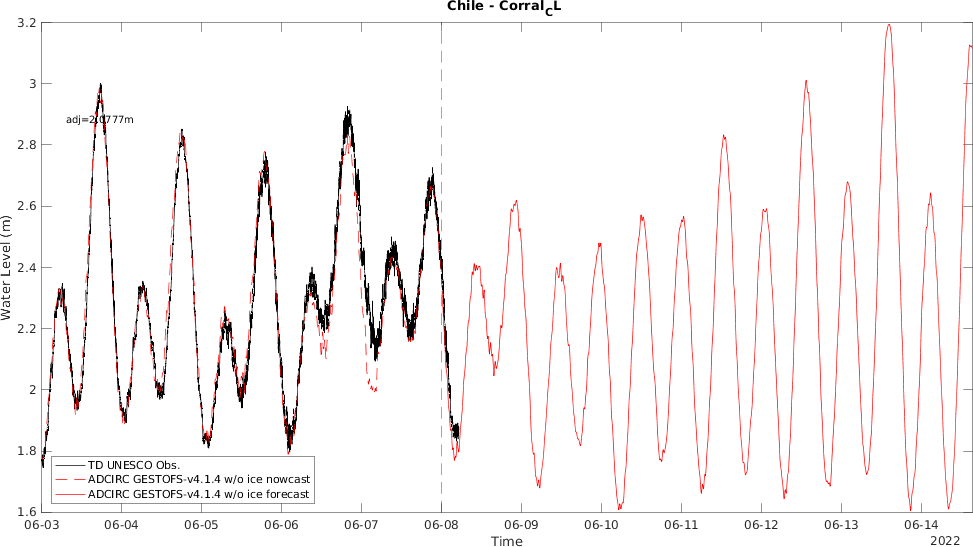 Chile - Corral_CL
3.2
3
2.8
2.6
2.4
2.2
2
1.8
1.6
Water Level (m)
adj=2.0777m
TD UNESCO Obs.
ADCIRC GESTOFS-v4.1.4 w/o ice nowcast
ADCIRC GESTOFS-v4.1.4 w/o ice forecast
06-03 06-04 06-05 06-06 06-07 06-08 06-09 06-10 06-11 06-12 06-13 06-14
Time
2022